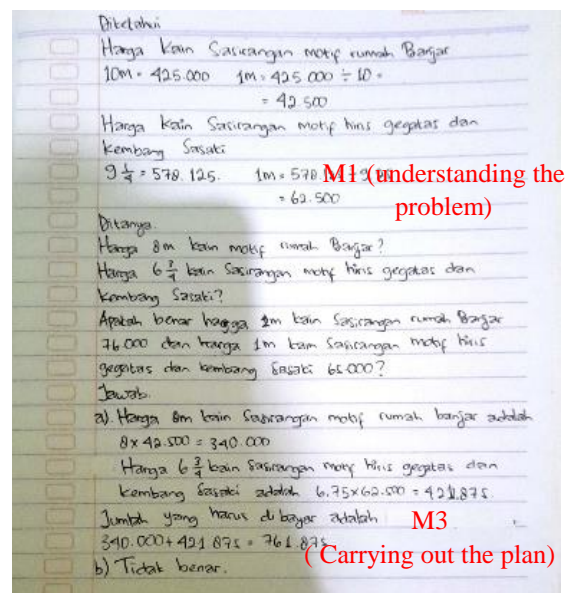 Diketahui
Harga Kain Sasirangan motif rumah Banjar
10m = 425.000 1m = 425.000 ÷ 10 =
= 42.500
Harga Kain Sasirangan motif hiris gegatas dan
kembang Sasaki
9 1/4 = 578.125. 1m = 578.
= 62.500
M1 (understanding the
problem)
Ditanya.
Harga 8m kain motif rumah Banjar?
Harga 6 3/4 kain Sasirangan motif hiris gegatas dan
kembang Sasaki?
Apakah benar 1m kain Sasirangan rumah Banjar
76.000 dan harga 1m kain Sasirangan motif hiris
gegatas dan kembang Sasaki 65.000?
Jawab.
a). Harga 8m kain Sasirangan motif rumah banjar adalah
8 x 42.500 = 340.000
Harga 6 3/4 kain Sasirangan motif hiris gegatas dan
kembang Sasaki adalah 6.75 x 62.500 = 421.875.
Jumlah yang harus di bayar adalah
340.000 + 421.875 = 761.875
M3
( Carrying out the plan)
b) Tidak benar.